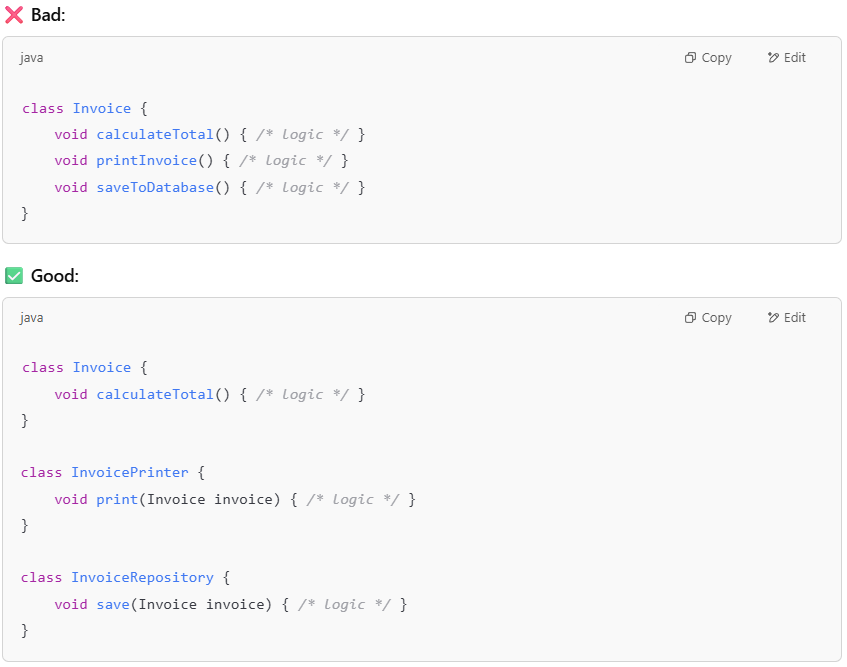 ❌ Bad:
java Copy Edit
class Invoice {
    void calculateTotal() { /* logic */ }
    void printInvoice() { /* logic */ }
    void saveToDatabase() { /* logic */ }
}
✅ Good:
java Copy Edit
class Invoice {
    void calculateTotal() { /* logic */ }
}
class InvoicePrinter {
    void print(Invoice invoice) { /* logic */ }
}
class InvoiceRepository {
    void save(Invoice invoice) { /* logic */ }
}